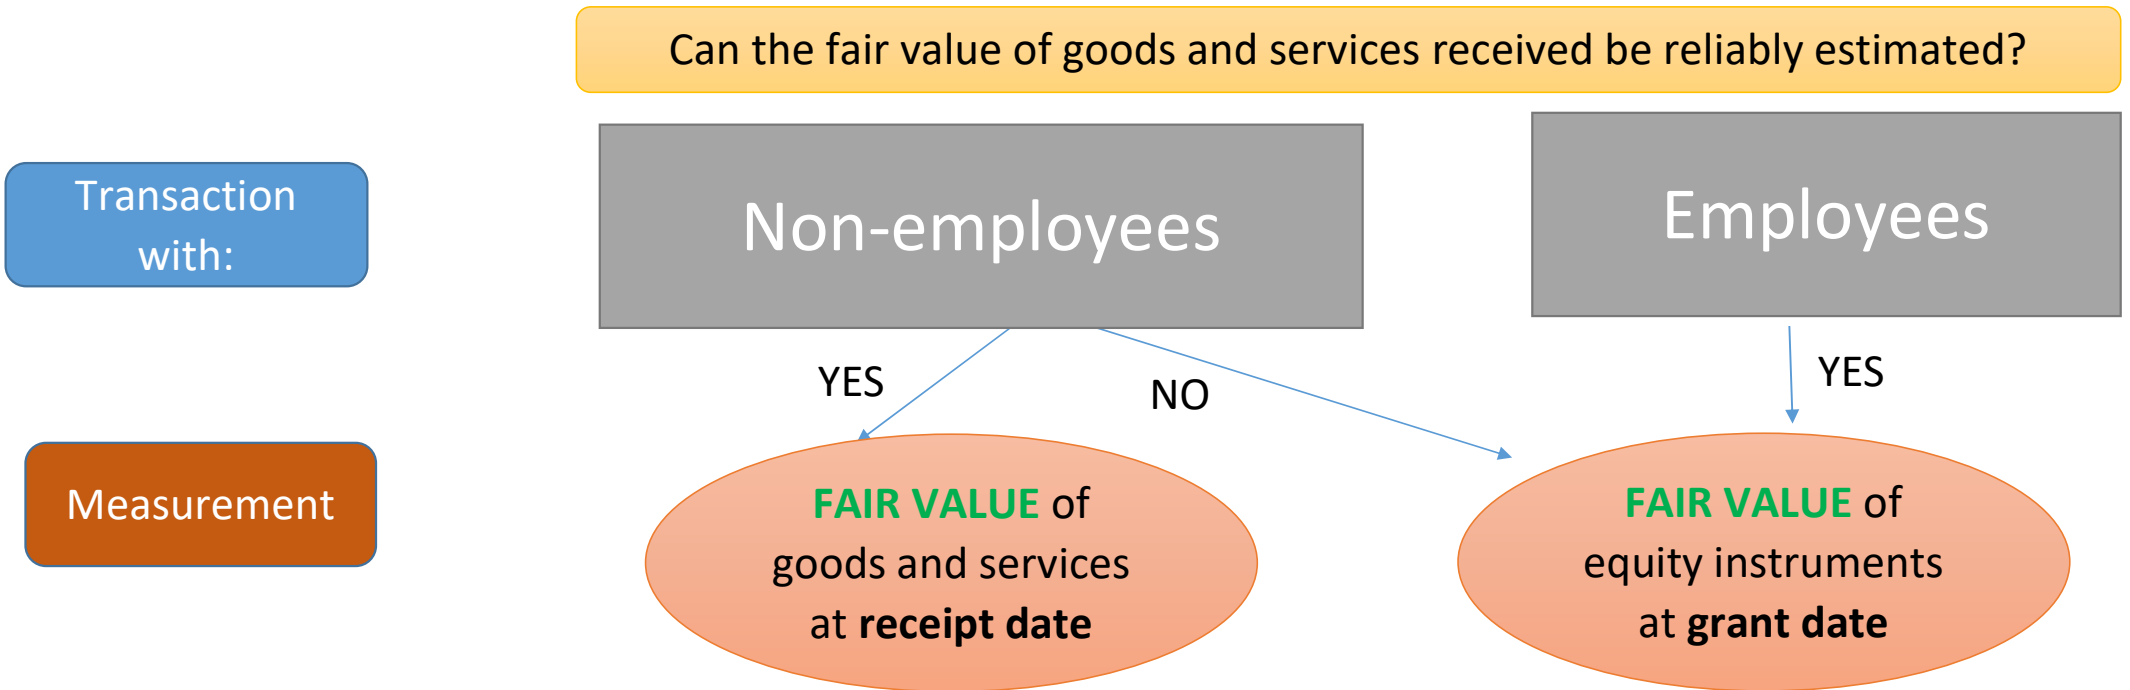 Can the fair value of goods and services received be reliably estimated?
Transaction
with:
Non-employees
Employees
YES
NO
YES
Measurement
FAIR VALUE of
goods and services
at receipt date
FAIR VALUE of
equity instruments
at grant date